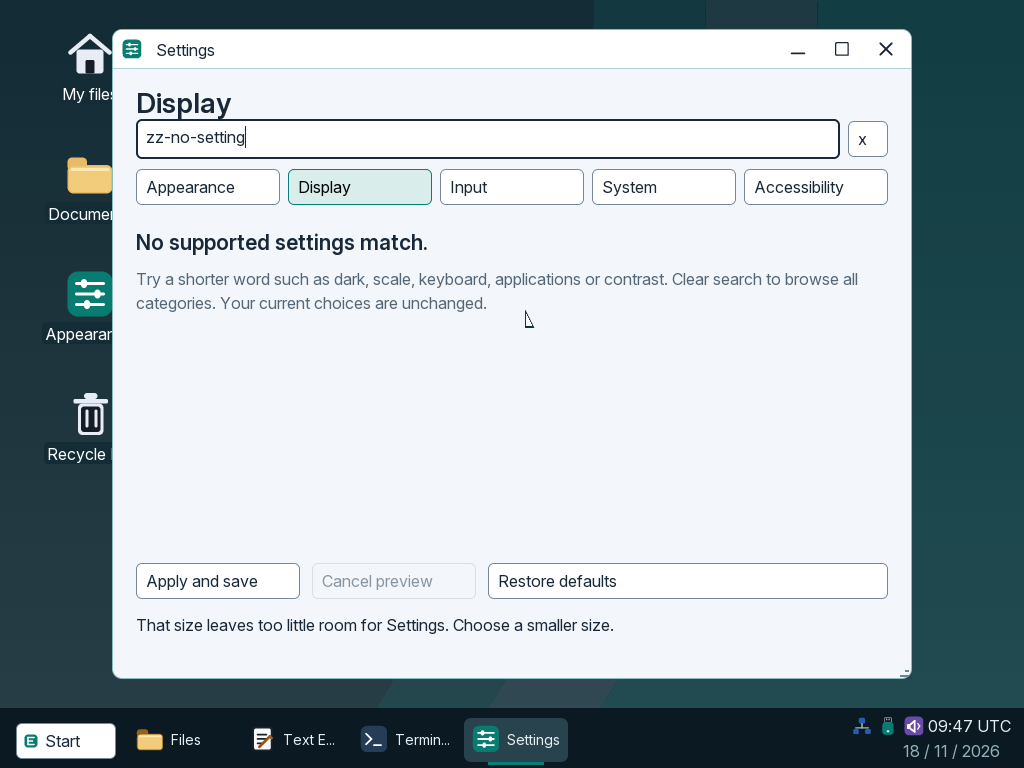 Settings
My files
Display
zz-no-setting
x
Appearance
Display
Input
System
Accessibility
No supported settings match.
Try a shorter word such as dark, scale, keyboard, applications or contrast. Clear search to browse all
categories. Your current choices are unchanged.
Documen
Appearan
Recycle
Apply and save
Cancel preview
Restore defaults
That size leaves too little room for Settings. Choose a smaller size.
Start
Files
Text E...
Termin...
Settings
09:47 UTC
18 / 11 / 2026